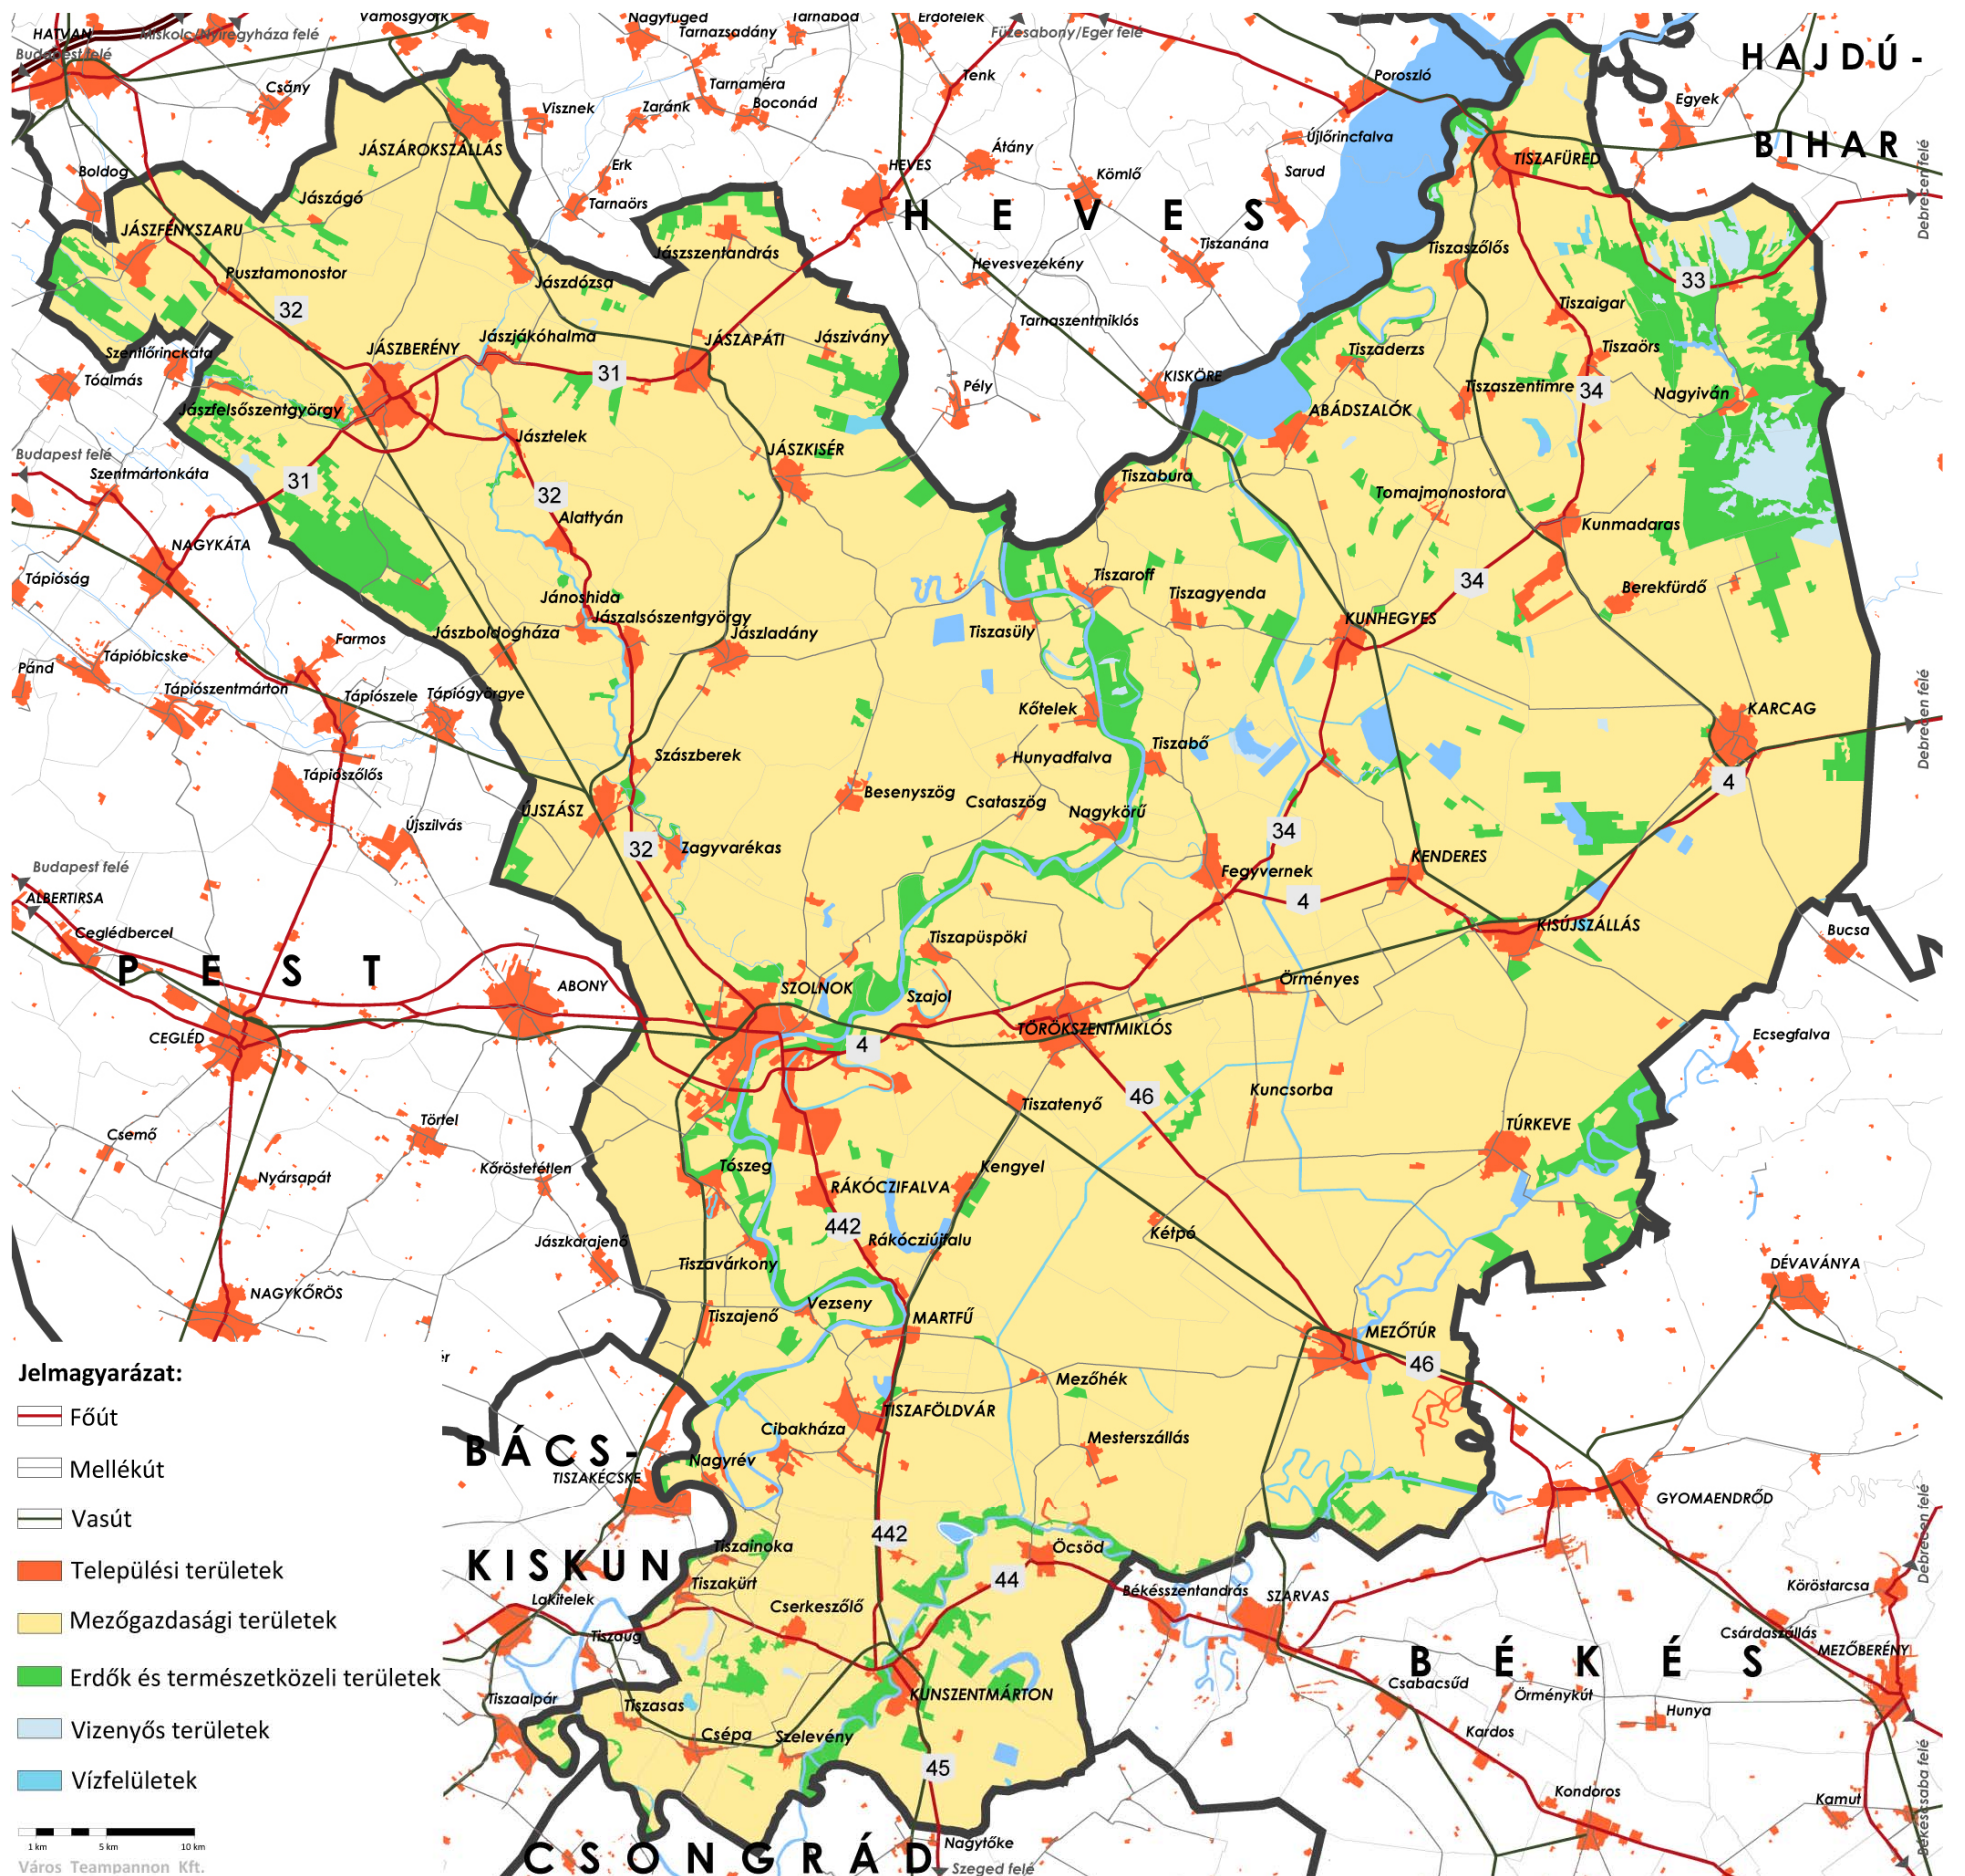 HATVAN
Miskolc/Nyíregyháza felé
Budapest felé
Vámosgyörk
Nagyfüged
Tarnazsadány
Tarnabod
Erdőtelek
Füzesabony/Eger felé
HAJDÚ-
BIHAR
Csány
Visznek
Tarnaméra
Zaránk
Boconád
Tenk
Poroszló
Egyek
Újlőrincfalva
JÁSZÁROKSZÁLLÁS
Boldog
Erk
HEVES
Átány
Kömlő
Sarud
TISZAFÜRED
Debrecen felé
Jászágó
Tarnaörs
HEVES
JÁSZFÉNYSZARU
Jászszentandrás
Tiszanána
Tiszaszőlős
Pusztamonostor
Jászdózsa
Hevesvezekény
33
32
Tiszaigar
Tarnaszentmiklós
Szentlőrinckáta
JÁSZBERÉNY
Jászjákóhalma
JÁSZAPÁTI
Jászivány
Tiszaderzs
Tiszaörs
Tóalmás
31
Pély
KISKÖRE
Tiszaszentimre
34
Nagyiván
Jászfelsőszentgyörgy
Jásztelek
ABÁDSZALÓK
Budapest felé
JÁSZKISÉR
Szentmártonkáta
31
32
Tiszabura
Tomajmonostora
Alattyán
Kunmadaras
NAGYKÁTA
Tápióság
Jánoshida
Tiszaroff
Tiszagyenda
34
Berekfürdő
Jászalsószentgyörgy
Jászboldogháza
Jászladány
Tiszasüly
KUNHEGYES
Farmos
Pánd
Tápióbicske
Tápiószentmárton
Tápiószele
Tápiógyörgye
Kőtelek
KARCAG
Debrecen felé
Szászberek
Hunyadfalva
Tiszabő
Tápiószőlős
4
ÚJSZÁSZ
Besenyszög
Csataszög
Nagykörű
Újszilvás
32
Zagyvarékas
34
KENDERES
Budapest felé
Fegyvernek
4
ALBERTIRSA
Ceglédbercel
Tiszapüspöki
KISÚJSZÁLLÁS
Bucsa
PEST
ABONY
SZOLNOK
Szajol
Örményes
CEGLÉD
TÖRÖKSZENTMIKLÓS
4
Ecsegfalva
Tiszatenyő
46
Kuncsorba
Törtel
Csemő
TÚRKEVE
Kőröstetétlen
Tószeg
Kengyel
Nyársapát
RÁKÓCZIFALVA
442
Rákócziújfalu
Kétpó
Jászkarajenő
Tiszavárkony
DÉVAVÁNYA
NAGYKŐRÖS
Vezseny
Tiszajenő
MARTFŰ
MEZŐTÚR
46
Jelmagyarázat:
Főút
Mellékút
Vasút
Települési területek
Mezőgazdasági területek
Erdők és természetközeli területek
Vizenyős területek
Vízfelületek
1 km
5 km
10 km
Város Teampannon Kft.
Mezőhék
TISZAFÖLDVÁR
Cibakháza
Mesterszállás
BÁCS-
KISKUN
Nagyrév
TISZAKÉCSKE
GYOMAENDRŐD
Debrecen felé
442
Tiszainoka
Öcsöd
44
Tiszakürt
Lakitelek
Cserkeszőlő
Békésszentandrás
SZARVAS
Köröstarcsa
Tiszaug
BÉKÉS
Csárdaszállás
MEZŐBERÉNY
Tiszaalpár
Tiszasas
KUNSZENTMÁRTON
Csabacsűd
Örménykút
Hunya
Csépa
Szelevény
Kardos
45
Kondoros
Kamut
Békéscsaba felé
CSONGRÁD
Nagytőke
Szeged felé